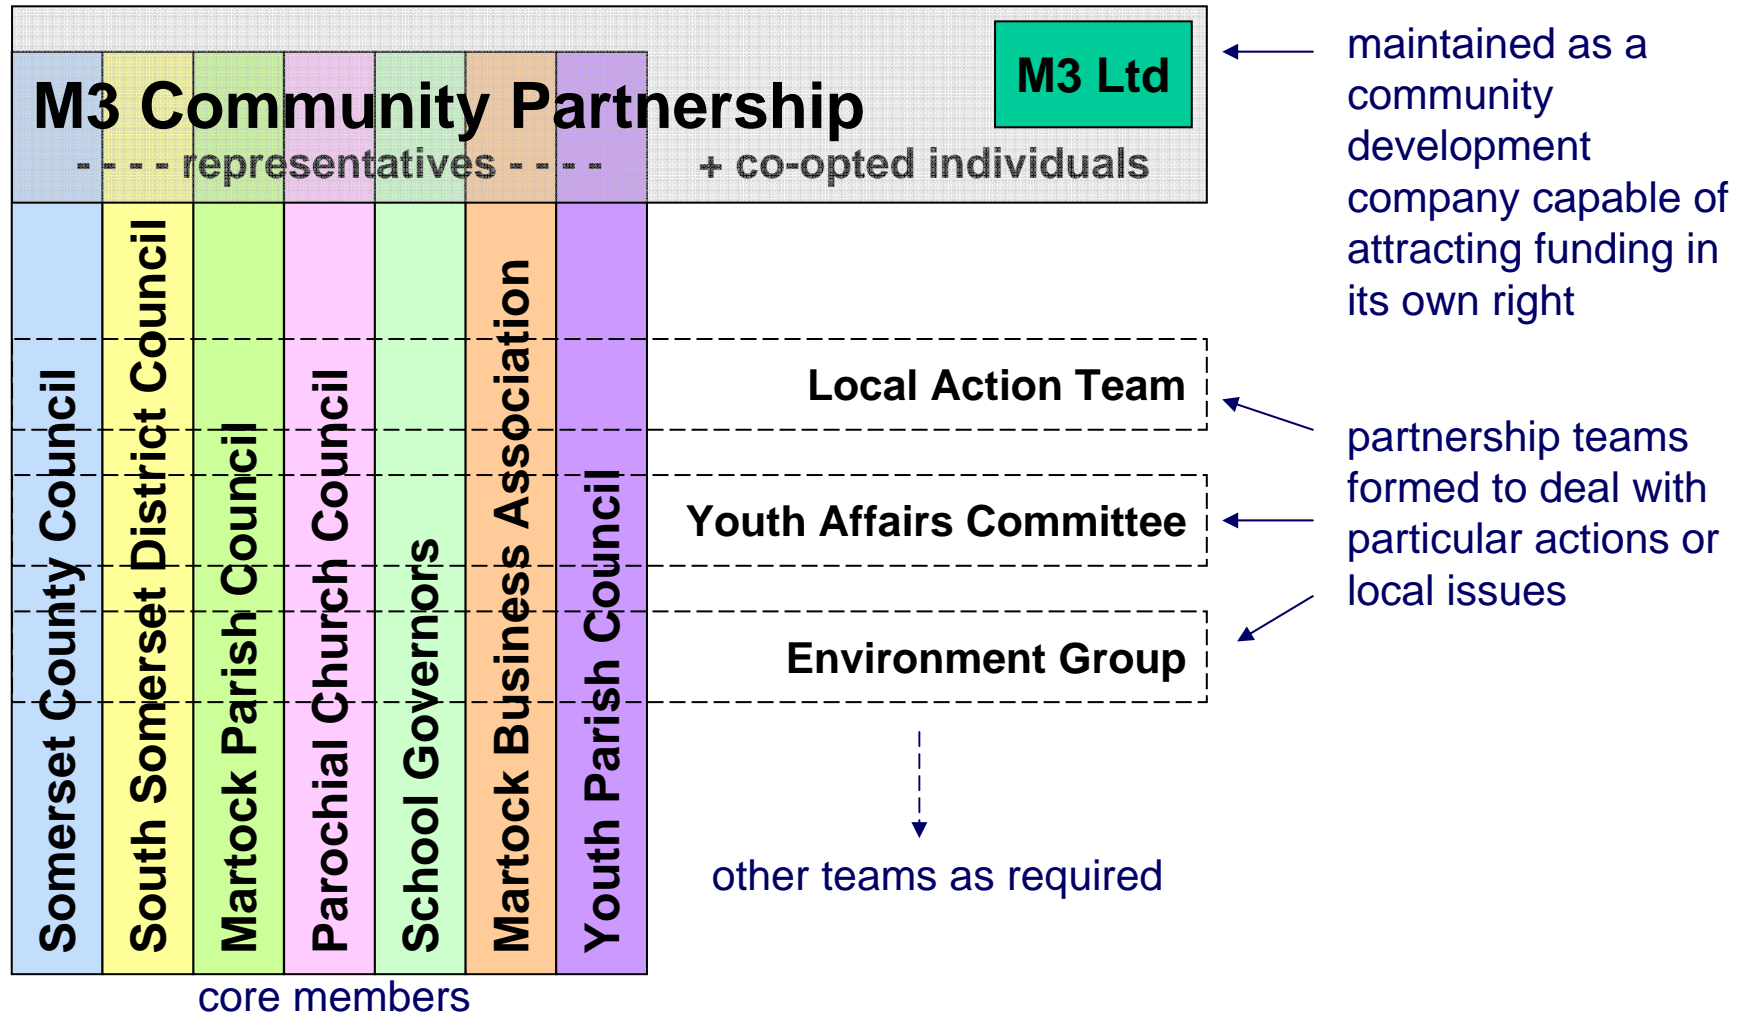 M3 Community Partnership
- - - - representatives - - - -
+ co-opted individuals
M3 Ltd
maintained as a
community
development
company capable of
attracting funding in
its own right
Somerset County Council
South Somerset District Council
Martock Parish Council
Parochial Church Council
School Governors
Martock Business Association
Youth Parish Council
Local Action Team
Youth Affairs Committee
Environment Group
partnership teams
formed to deal with
particular actions or
local issues
other teams as required
core members